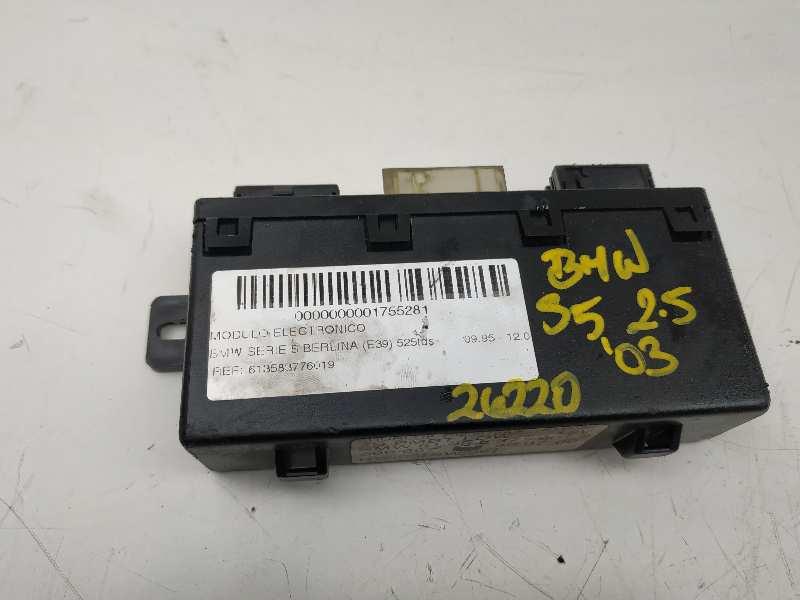 0000000001755281
MODULO ELECTRONICO
BMW SERIE 5 BERLINA (E39) 525tds 09.95 - 12.0
REF: 613583776019
BMW
S5 2.5
'03
26220